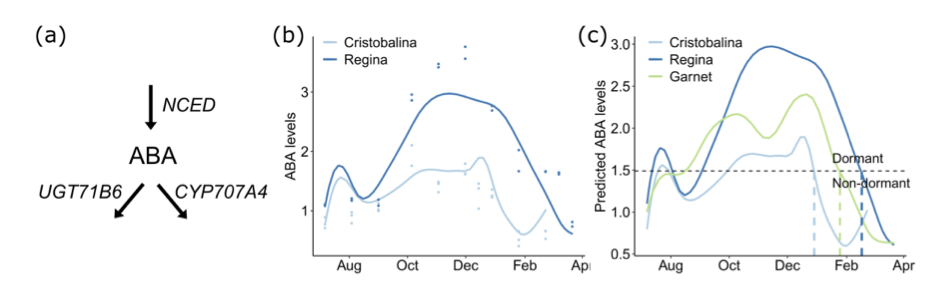 (a)
NCED
ABA
UGT71B6
CYP707A4
(b)
Cristobalina
Regina
ABA levels
3
2
1
Aug
Oct
Dec
Feb
Ap
(c)
Cristobalina
Regina
Garnet
Predicted ABA levels
3.0
2.5
2.0
1.5
1.0
0.5
Dormant
Non-dormant
Aug
Oct
Dec
Feb
Apr